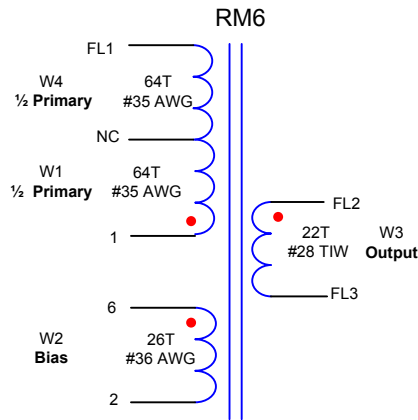 RM6
FL1
W4
½ Primary
64T
#35 AWG
NC
W1
½ Primary
64T
#35 AWG
1
FL2
22T
#28 TIW
W3
Output
FL3
6
W2
Bias
26T
#36 AWG
2